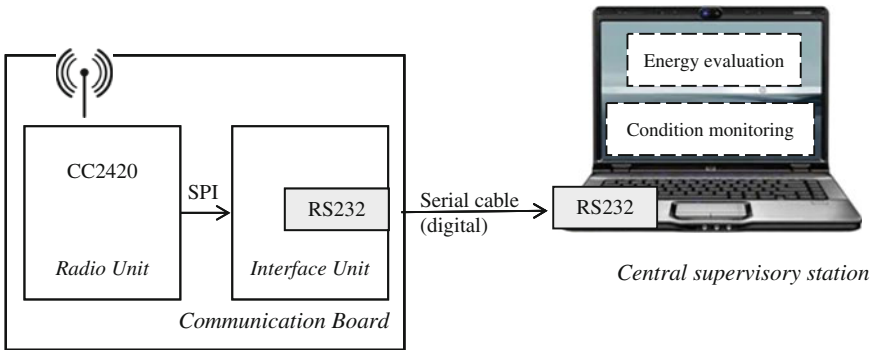 CC2420
Radio Unit
SPI
RS232
Interface Unit
Communication Board
Serial cable
(digital)
Energy evaluation
Condition monitoring
RS232
Central supervisory station